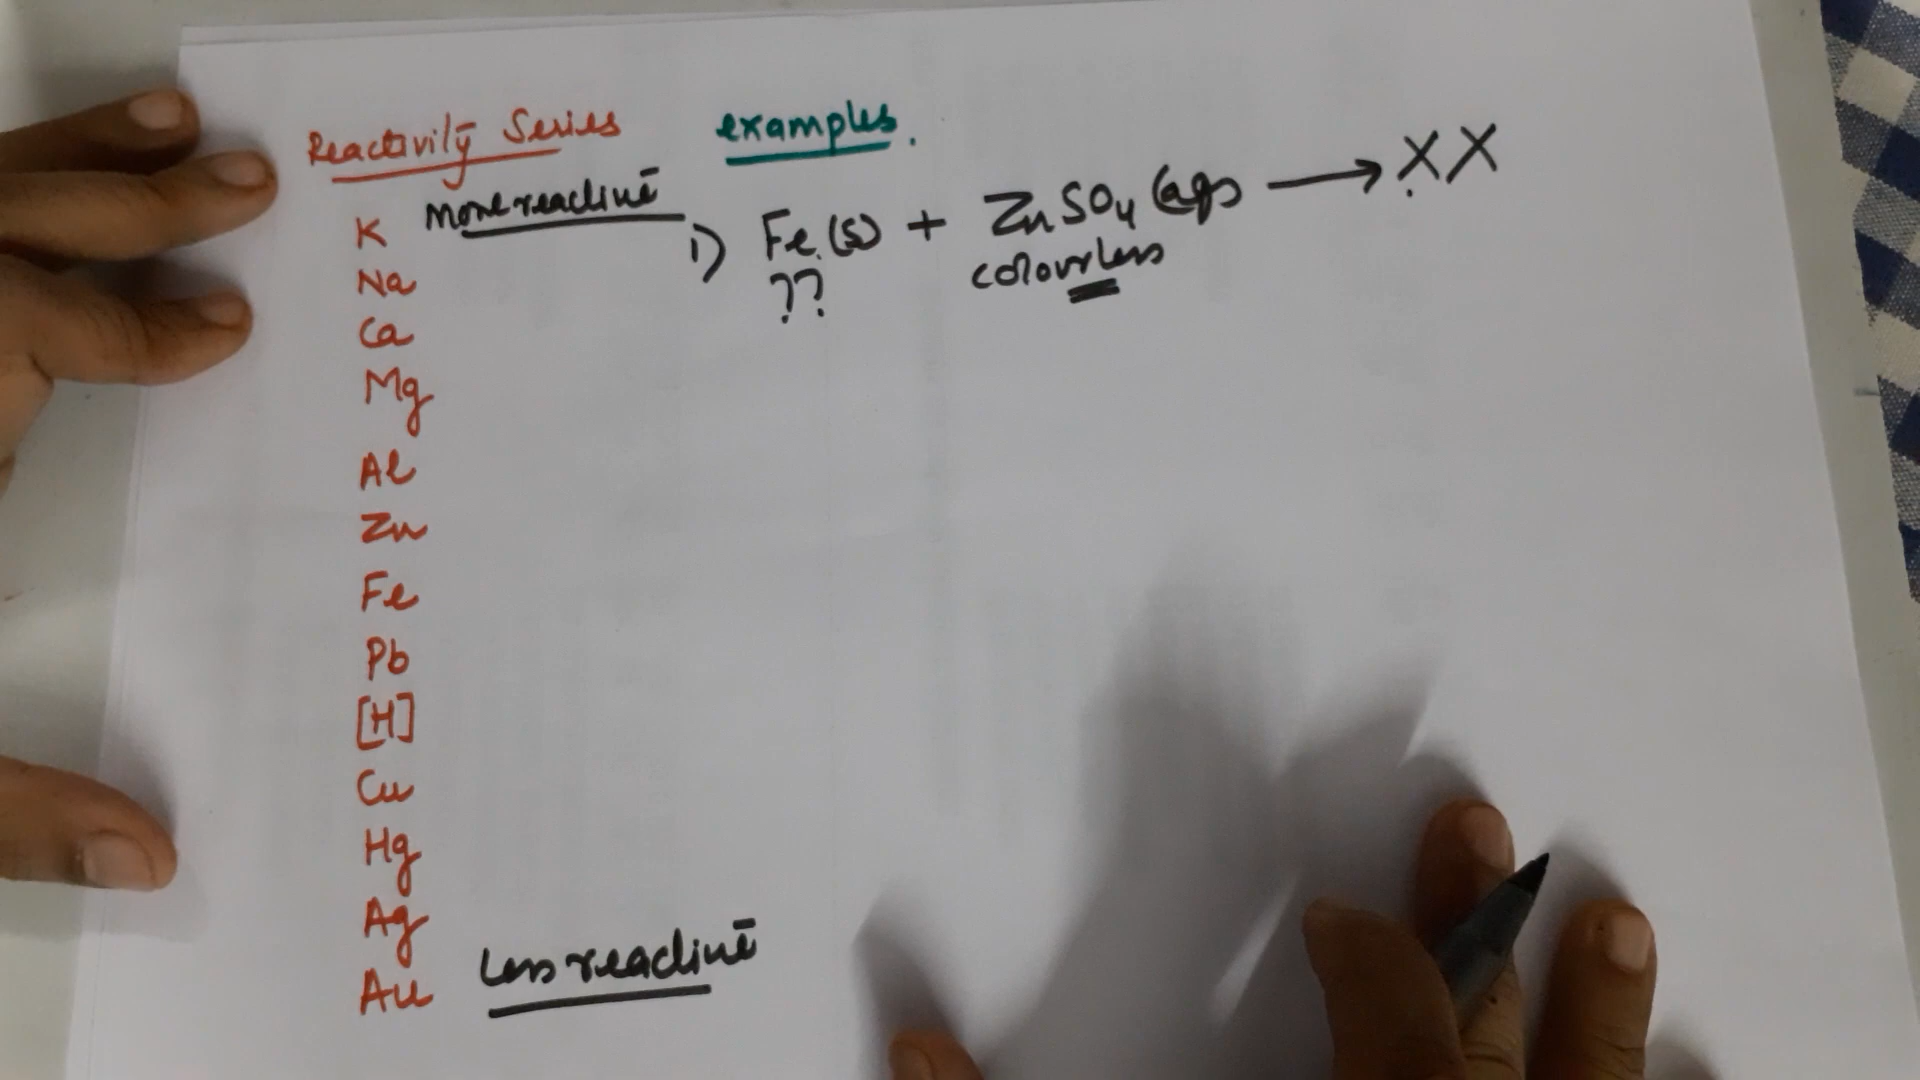 Reactivity Series
examples.
More reactive
K
Na
Ca
Mg
Al
Zn
Fe
Pb
[H]
Cu
Hg
Ag
Au
Less reactive
1) Fe (s) + ZnSO4 (aq) → XX
??
colourless